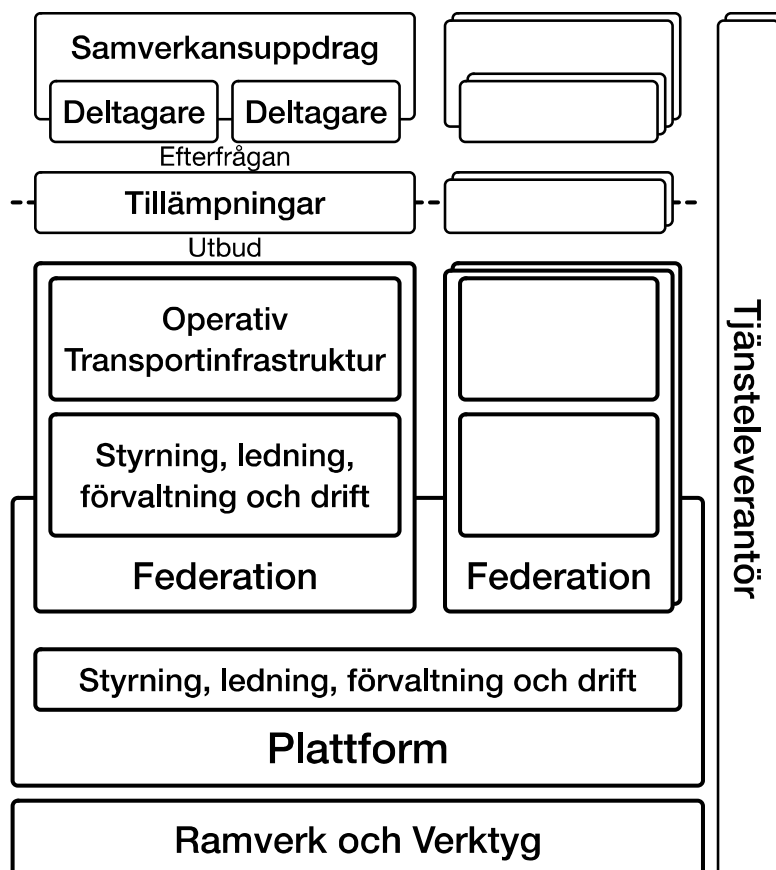 Samverkansuppdrag
Deltagare
Deltagare
Efterfrågan
Tillämpningar
Utbud
Operativ
Transportinfrastruktur
Styrning, ledning,
förvaltning och drift
Federation
Federation
Styrning, ledning, förvaltning och drift
Plattform
Ramverk och Verktyg
Tjänsteleverantör